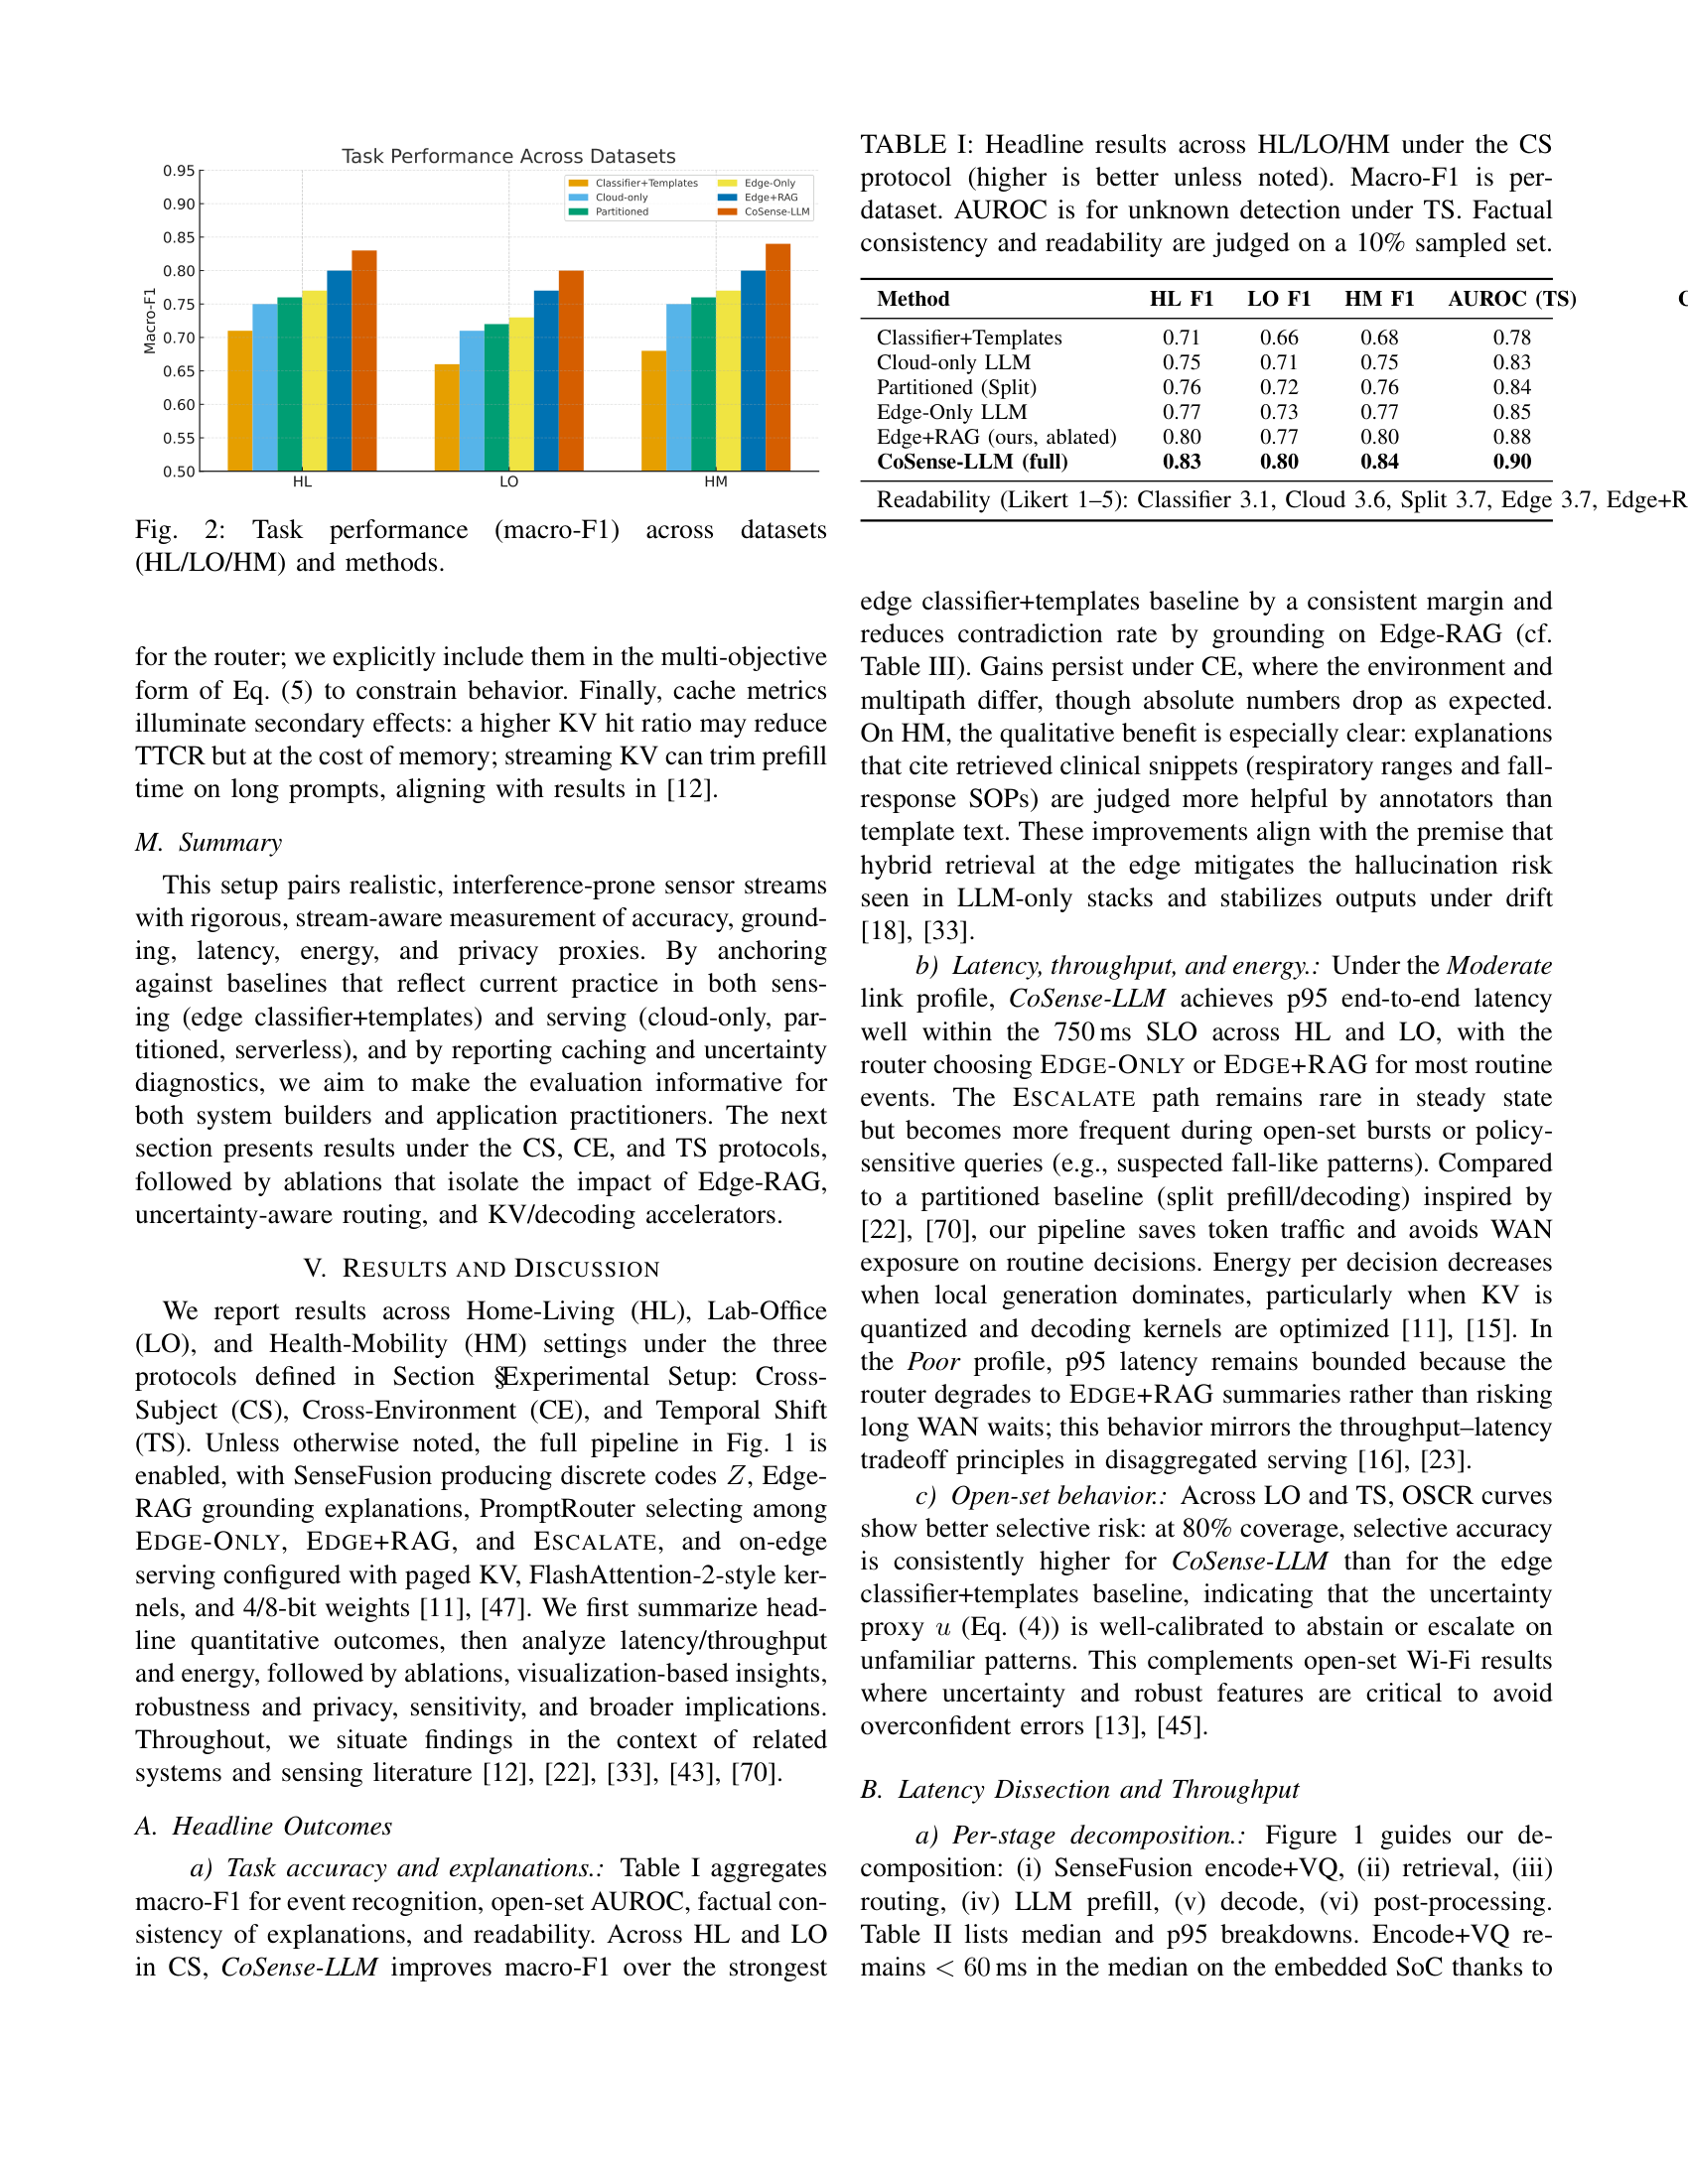 Task Performance Across Datasets
0.95
0.90
0.85
0.80
0.75
0.70
0.65
0.60
0.55
0.50
Macro-F1
Classifier+Templates
Cloud-only
Partitioned
Edge-Only
Edge+RAG
CoSense-LLM
HL LO HM
Fig. 2: Task performance (macro-F1) across datasets
(HL/LO/HM) and methods.
for the router; we explicitly include them in the multi-objective
form of Eq. (5) to constrain behavior. Finally, cache metrics
illuminate secondary effects: a higher KV hit ratio may reduce
TTCR but at the cost of memory; streaming KV can trim prefill
time on long prompts, aligning with results in [12].
M. Summary
This setup pairs realistic, interference-prone sensor streams
with rigorous, stream-aware measurement of accuracy, ground-
ing, latency, energy, and privacy proxies. By anchoring
against baselines that reflect current practice in both sens-
ing (edge classifier+templates) and serving (cloud-only, par-
titioned, serverless), and by reporting caching and uncertainty
diagnostics, we aim to make the evaluation informative for
both system builders and application practitioners. The next
section presents results under the CS, CE, and TS protocols,
followed by ablations that isolate the impact of Edge-RAG,
uncertainty-aware routing, and KV/decoding accelerators.
V. RESULTS AND DISCUSSION
We report results across Home-Living (HL), Lab-Office
(LO), and Health-Mobility (HM) settings under the three
protocols defined in Section §Experimental Setup: Cross-
Subject (CS), Cross-Environment (CE), and Temporal Shift
(TS). Unless otherwise noted, the full pipeline in Fig. 1 is
enabled, with SenseFusion producing discrete codes Z, Edge-
RAG grounding explanations, PromptRouter selecting among
EDGE-ONLY, EDGE+RAG, and ESCALATE, and on-edge
serving configured with paged KV, FlashAttention-2-style ker-
nels, and 4/8-bit weights [11], [47]. We first summarize head-
line quantitative outcomes, then analyze latency/throughput
and energy, followed by ablations, visualization-based insights,
robustness and privacy, sensitivity, and broader implications.
Throughout, we situate findings in the context of related
systems and sensing literature [12], [22], [33], [43], [70].
A. Headline Outcomes
a) Task accuracy and explanations.: Table I aggregates
macro-F1 for event recognition, open-set AUROC, factual con-
sistency of explanations, and readability. Across HL and LO
in CS, CoSense-LLM improves macro-F1 over the strongest
TABLE I: Headline results across HL/LO/HM under the CS
protocol (higher is better unless noted). Macro-F1 is per-
dataset. AUROC is for unknown detection under TS. Factual
consistency and readability are judged on a 10% sampled set.
Method HL F1 LO F1 HM F1 AUROC (TS)
Classifier+Templates 0.71 0.66 0.68 0.78
Cloud-only LLM 0.75 0.71 0.75 0.83
Partitioned (Split) 0.76 0.72 0.76 0.84
Edge-Only LLM 0.77 0.73 0.77 0.85
Edge+RAG (ours, ablated) 0.80 0.77 0.80 0.88
CoSense-LLM (full) 0.83 0.80 0.84 0.90
Readability (Likert 1–5): Classifier 3.1, Cloud 3.6, Split 3.7, Edge 3.7, Edge+R
edge classifier+templates baseline by a consistent margin and
reduces contradiction rate by grounding on Edge-RAG (cf.
Table III). Gains persist under CE, where the environment and
multipath differ, though absolute numbers drop as expected.
On HM, the qualitative benefit is especially clear: explanations
that cite retrieved clinical snippets (respiratory ranges and fall-
response SOPs) are judged more helpful by annotators than
template text. These improvements align with the premise that
hybrid retrieval at the edge mitigates the hallucination risk
seen in LLM-only stacks and stabilizes outputs under drift
[18], [33].
b) Latency, throughput, and energy.: Under the Moderate
link profile, CoSense-LLM achieves p95 end-to-end latency
well within the 750 ms SLO across HL and LO, with the
router choosing EDGE-ONLY or EDGE+RAG for most routine
events. The ESCALATE path remains rare in steady state
but becomes more frequent during open-set bursts or policy-
sensitive queries (e.g., suspected fall-like patterns). Compared
to a partitioned baseline (split prefill/decoding) inspired by
[22], [70], our pipeline saves token traffic and avoids WAN
exposure on routine decisions. Energy per decision decreases
when local generation dominates, particularly when KV is
quantized and decoding kernels are optimized [11], [15]. In
the Poor profile, p95 latency remains bounded because the
router degrades to EDGE+RAG summaries rather than risking
long WAN waits; this behavior mirrors the throughput–latency
tradeoff principles in disaggregated serving [16], [23].
c) Open-set behavior.: Across LO and TS, OSCR curves
show better selective risk: at 80% coverage, selective accuracy
is consistently higher for CoSense-LLM than for the edge
classifier+templates baseline, indicating that the uncertainty
proxy u (Eq. (4)) is well-calibrated to abstain or escalate on
unfamiliar patterns. This complements open-set Wi-Fi results
where uncertainty and robust features are critical to avoid
overconfident errors [13], [45].
B. Latency Dissection and Throughput
a) Per-stage decomposition.: Figure 1 guides our de-
composition: (i) SenseFusion encode+VQ, (ii) retrieval, (iii)
routing, (iv) LLM prefill, (v) decode, (vi) post-processing.
Table II lists median and p95 breakdowns. Encode+VQ re-
mains < 60 ms in the median on the embedded SoC thanks to